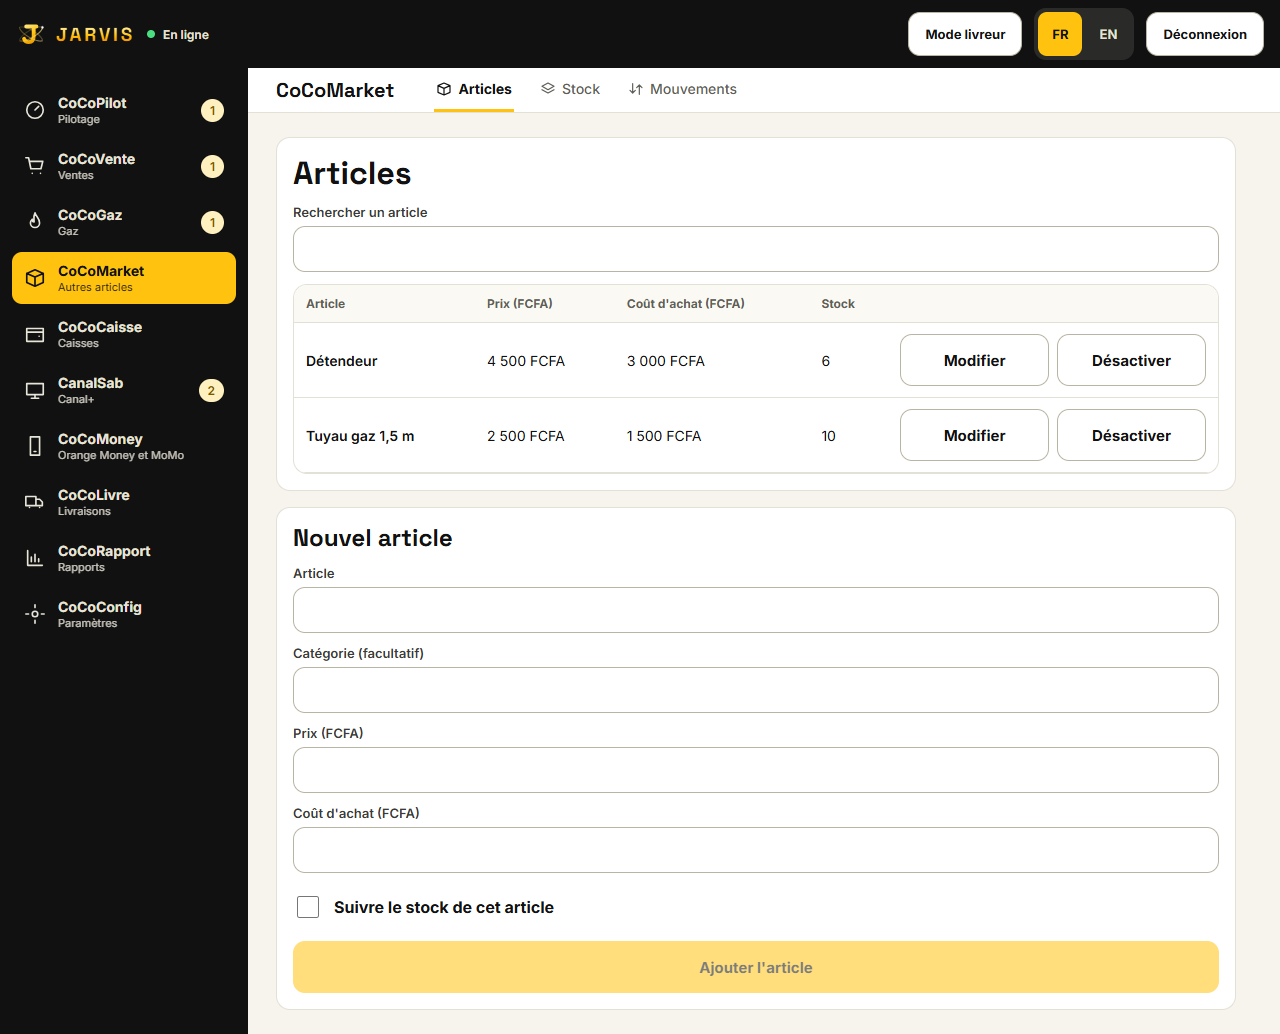 JARVIS
En ligne
Mode livreur
FR
EN
Déconnexion
CoCoPilot
Pilotage
1
CoCoVente
Ventes
1
CoCoGaz
Gaz
1
CoCoMarket
Autres articles
CoCoCaisse
Caisses
CanalSab
Canal+
2
CoCoMoney
Orange Money et MoMo
CoCoLivre
Livraisons
CoCoRapport
Rapports
CoCoConfig
Paramètres
CoCoMarket
Articles
Stock
Mouvements
Articles
Rechercher un article
Article Prix (FCFA) Coût d'achat (FCFA) Stock
Détendeur 4 500 FCFA 3 000 FCFA 6 Modifier Désactiver
Tuyau gaz 1,5 m 2 500 FCFA 1 500 FCFA 10 Modifier Désactiver
Nouvel article
Article
Catégorie (facultatif)
Prix (FCFA)
Coût d'achat (FCFA)
Suivre le stock de cet article
Ajouter l'article